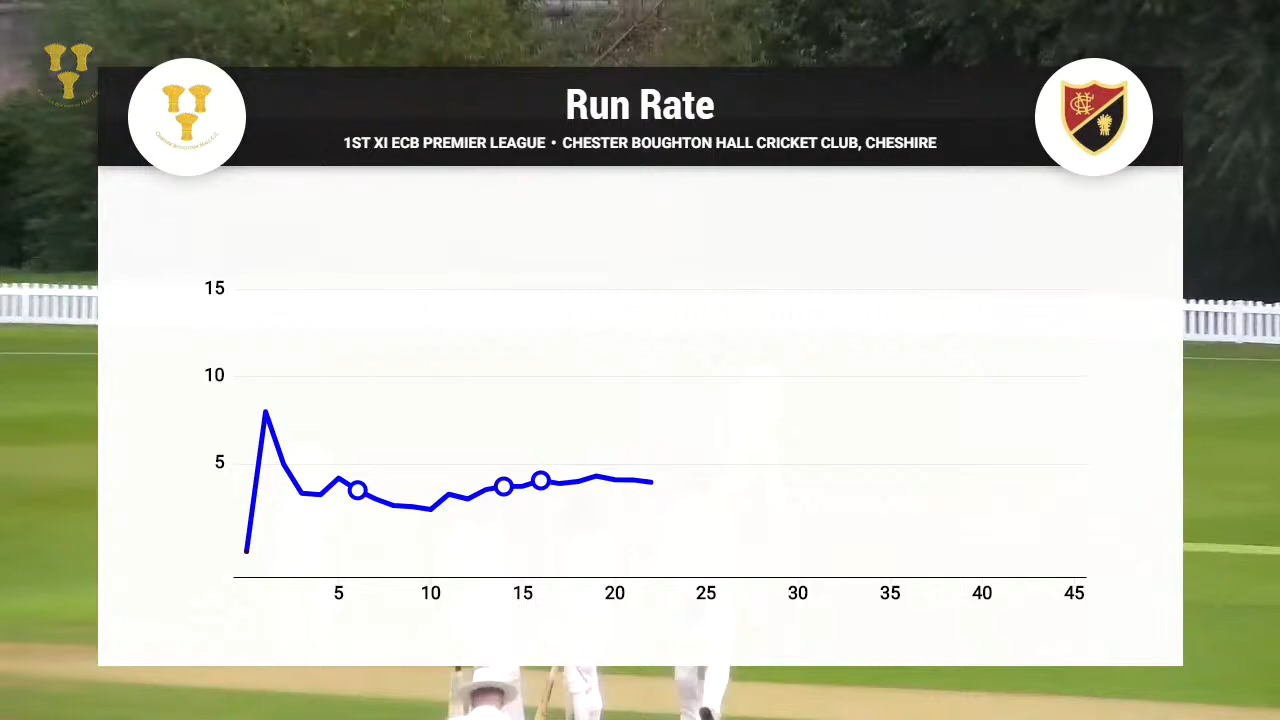 Run Rate
1ST XI ECB PREMIER LEAGUE • CHESTER BOUGHTON HALL CRICKET CLUB, CHESHIRE
15
10
5
5 10 15 20 25 30 35 40 45